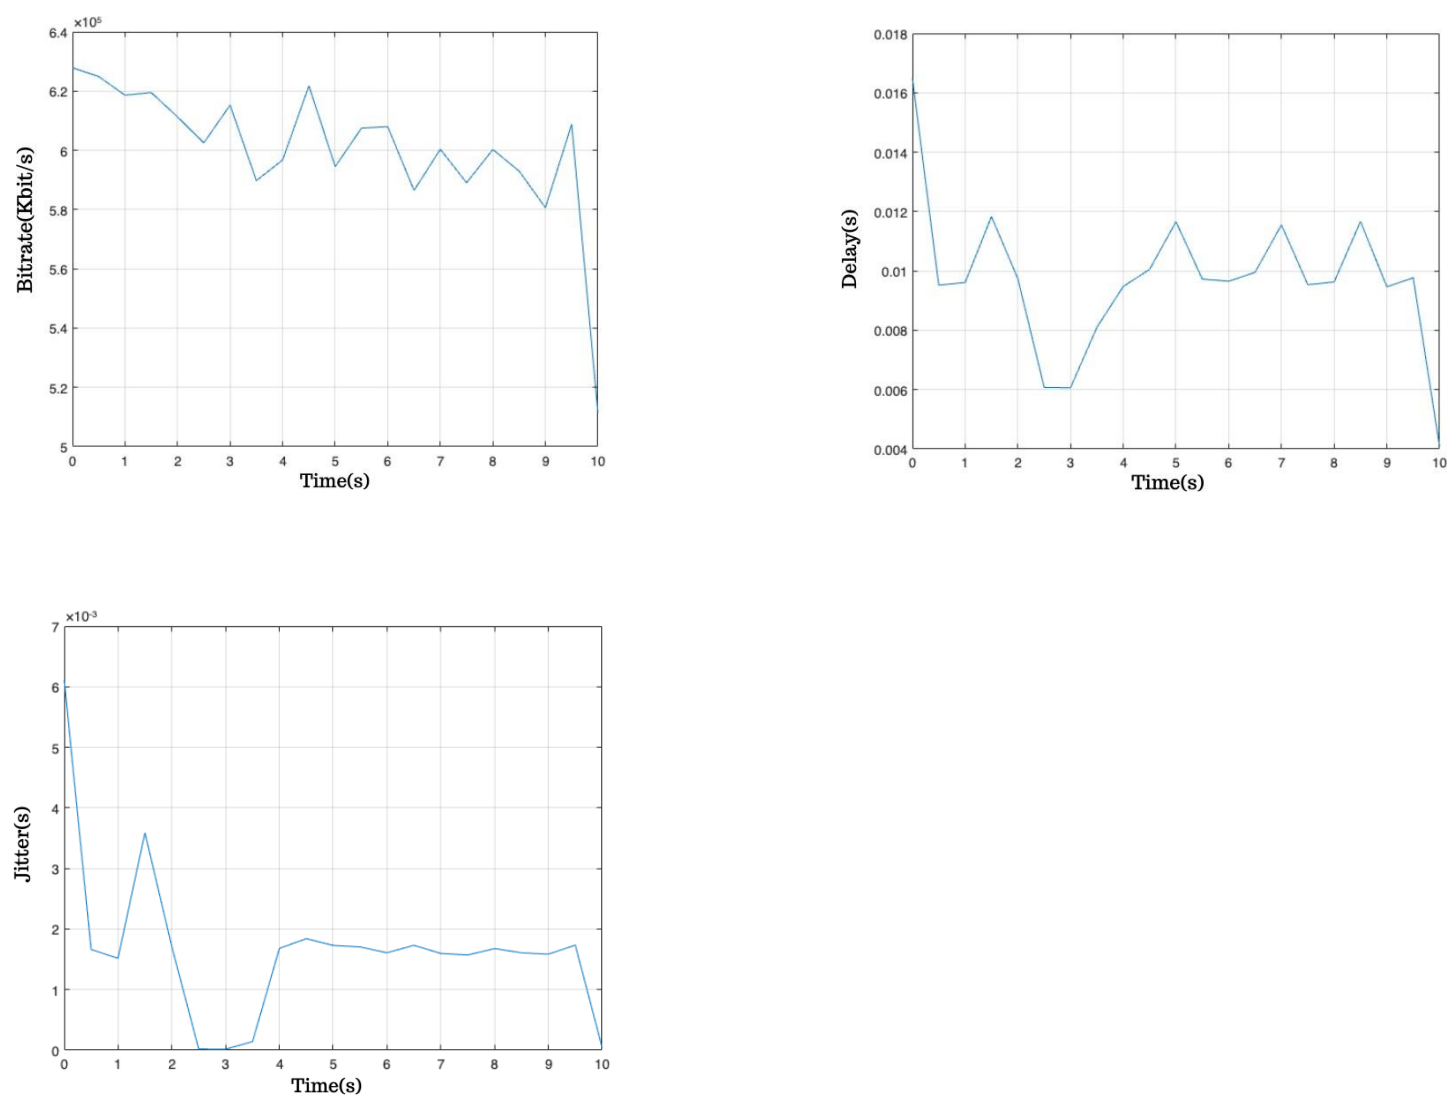 ×10⁵
6.4
6.2
6
5.8
5.6
5.4
5.2
5
0 1 2 3 4 5 6 7 8 9 10
Bitrate(Kbit/s)
Time(s)
0.018
0.016
0.014
0.012
0.01
0.008
0.006
0.004
0 1 2 3 4 5 6 7 8 9 10
Delay(s)
Time(s)
×10⁻³
7
6
5
4
3
2
1
0
0 1 2 3 4 5 6 7 8 9 10
Jitter(s)
Time(s)